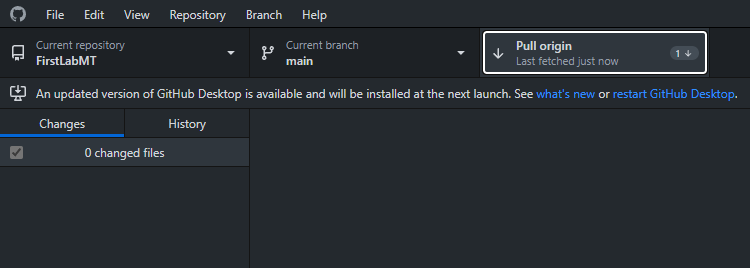 File Edit View Repository Branch Help
Current repository
FirstLabMT
Current branch
main
Pull origin
Last fetched just now
1
An updated version of GitHub Desktop is available and will be installed at the next launch. See what's new or restart GitHub Desktop.
Changes History
0 changed files